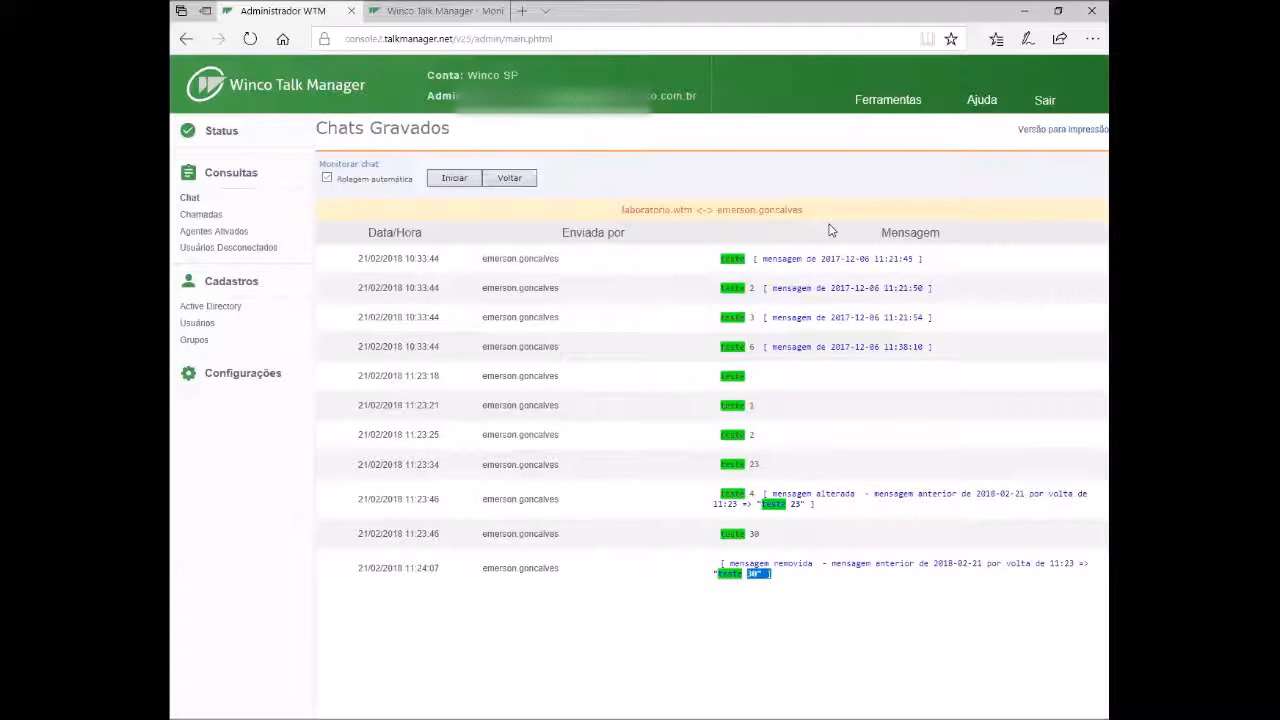 Administrador WTM
Winco Talk Manager - Moni
console2.talkmanager.net/v25/admin/main.phtml
Winco Talk Manager
Conta: Winco SP
Admi
o.com.br
Ferramentas
Ajuda
Sair
Status
Chats Gravados
Versão para impressão
Monitorar chat:
Rolagem automática
Iniciar
Voltar
Consultas
Chat
Chamadas
Agentes Ativados
Usuários Desconectados
Cadastros
Active Directory
Usuários
Grupos
Configurações
laboratorio.wtm <-> emerson.goncalves
Data/Hora Enviada por Mensagem
21/02/2018 10:33:44 emerson.goncalves teste [ mensagem de 2017-12-06 11:21:45 ]
21/02/2018 10:33:44 emerson.goncalves teste 2 [ mensagem de 2017-12-06 11:21:50 ]
21/02/2018 10:33:44 emerson.goncalves teste 3 [ mensagem de 2017-12-06 11:21:54 ]
21/02/2018 10:33:44 emerson.goncalves teste 6 [ mensagem de 2017-12-06 11:38:10 ]
21/02/2018 11:23:18 emerson.goncalves teste
21/02/2018 11:23:21 emerson.goncalves teste 1
21/02/2018 11:23:25 emerson.goncalves teste 2
21/02/2018 11:23:34 emerson.goncalves teste 23
21/02/2018 11:23:46 emerson.goncalves teste 4 [ mensagem alterada - mensagem anterior de 2018-02-21 por volta de
11:23 => "teste 23" ]
21/02/2018 11:23:46 emerson.goncalves teste 30
21/02/2018 11:24:07 emerson.goncalves [ mensagem removida - mensagem anterior de 2018-02-21 por volta de 11:23 =>
"teste 30" ]